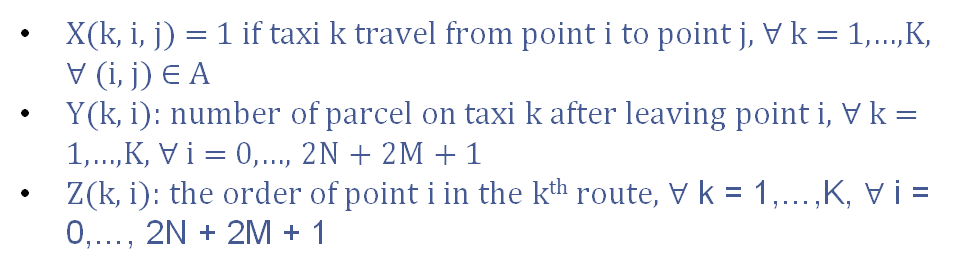 • X(k, i, j) = 1 if taxi k travel from point i to point j, ∀ k = 1,...,K,
∀ (i, j) ∈ A
• Y(k, i): number of parcel on taxi k after leaving point i, ∀ k =
1,...,K, ∀ i = 0,..., 2N + 2M + 1
• Z(k, i): the order of point i in the kᵗʰ route, ∀ k = 1,...,K, ∀ i =
0,..., 2N + 2M + 1